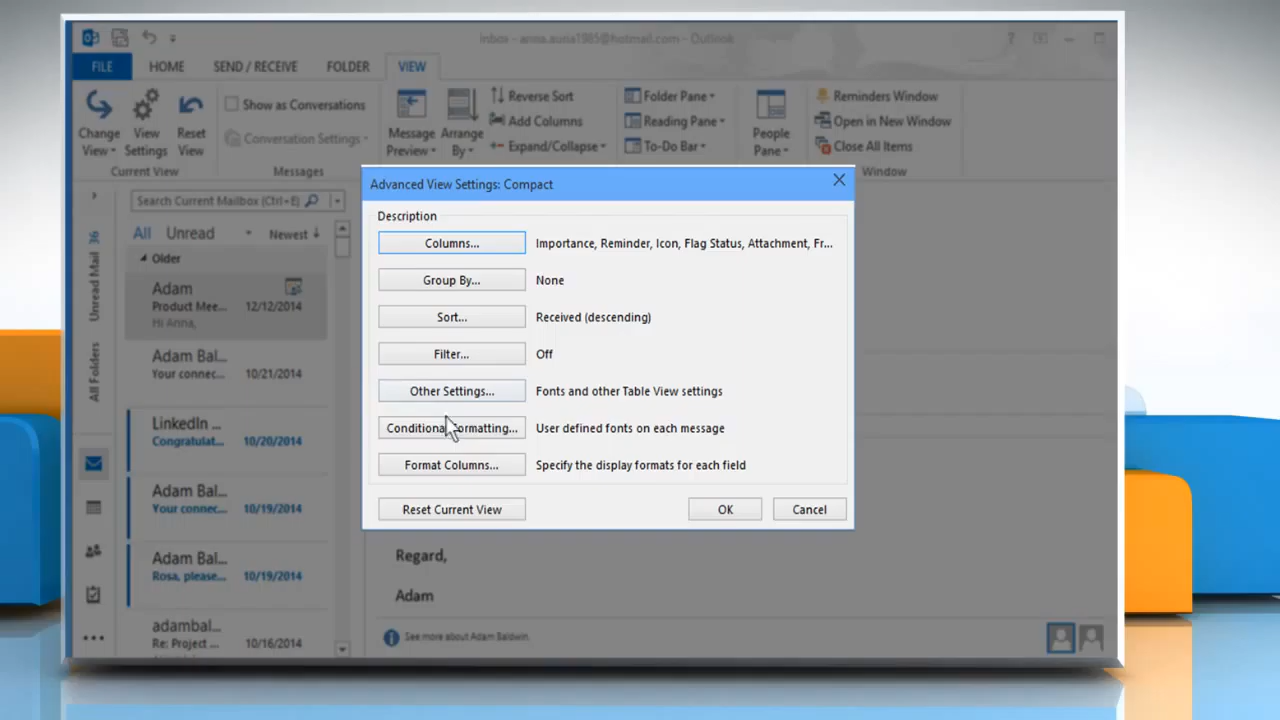 Inbox - anna.auria1985@hotmail.com - Outlook
FILE HOME SEND / RECEIVE FOLDER VIEW
Change View
View Settings
Reset View
Current View
Show as Conversations
Conversation Settings
Messages
Message Preview
Arrange By
Reverse Sort
Add Columns
Expand/Collapse
Folder Pane
Reading Pane
To-Do Bar
People Pane
Reminders Window
Open in New Window
Close All Items
Window
Search Current Mailbox (Ctrl+E)
All Unread Newest
Older
Adam
Product Mee... 12/12/2014
Hi Anna,
Adam Bal...
Your connec... 10/21/2014
LinkedIn
Congratulat... 10/20/2014
Adam Bal...
Your connec... 10/19/2014
Adam Bal...
Rosa, please... 10/19/2014
adambal...
Re: Project ... 10/16/2014
Unread Mail 36
All Folders
Advanced View Settings: Compact
Description
Columns... Importance, Reminder, Icon, Flag Status, Attachment, Fr...
Group By... None
Sort... Received (descending)
Filter... Off
Other Settings... Fonts and other Table View settings
Conditional Formatting... User defined fonts on each message
Format Columns... Specify the display formats for each field
Reset Current View OK Cancel
Regard,
Adam
See more about Adam Baldwin.